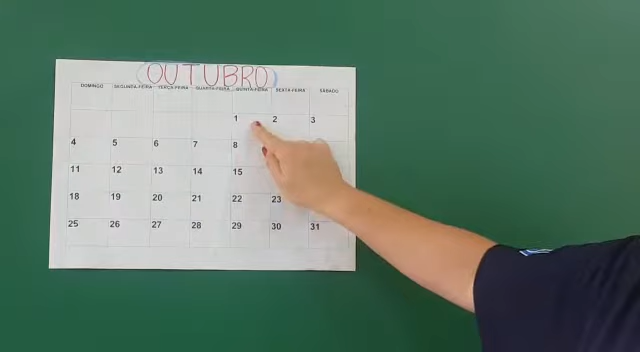 OUTUBRO
DOMINGO SEGUNDA-FEIRA TERÇA-FEIRA QUARTA-FEIRA QUINTA-FEIRA SEXTA-FEIRA SÁBADO
1 2 3
4 5 6 7 8
11 12 13 14 15
18 19 20 21 22 23
25 26 27 28 29 30 31